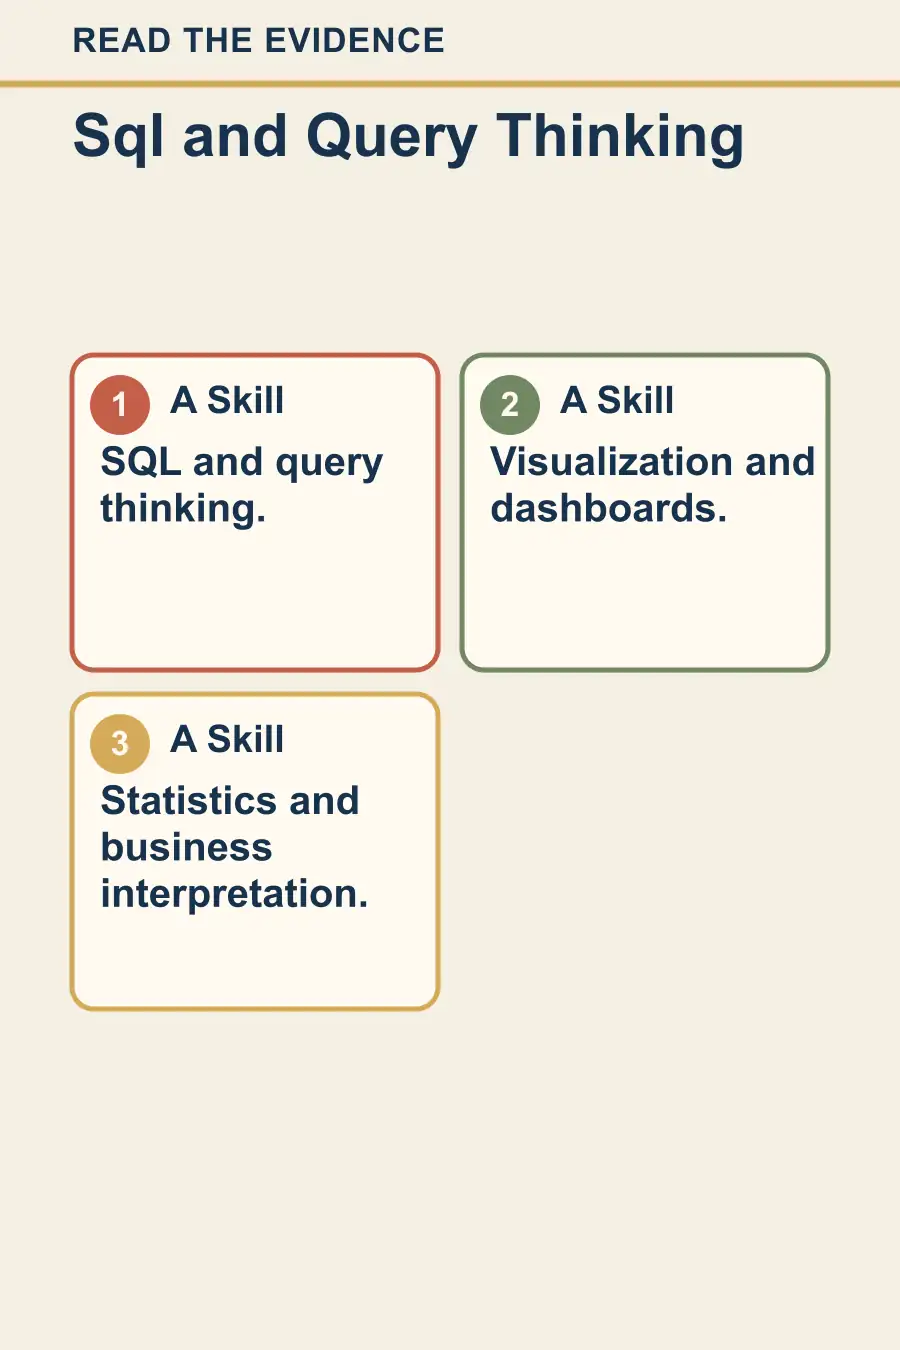 READ THE EVIDENCE
Sql and Query Thinking
1 A Skill
SQL and query
thinking.
2 A Skill
Visualization and
dashboards.
3 A Skill
Statistics and
business
interpretation.